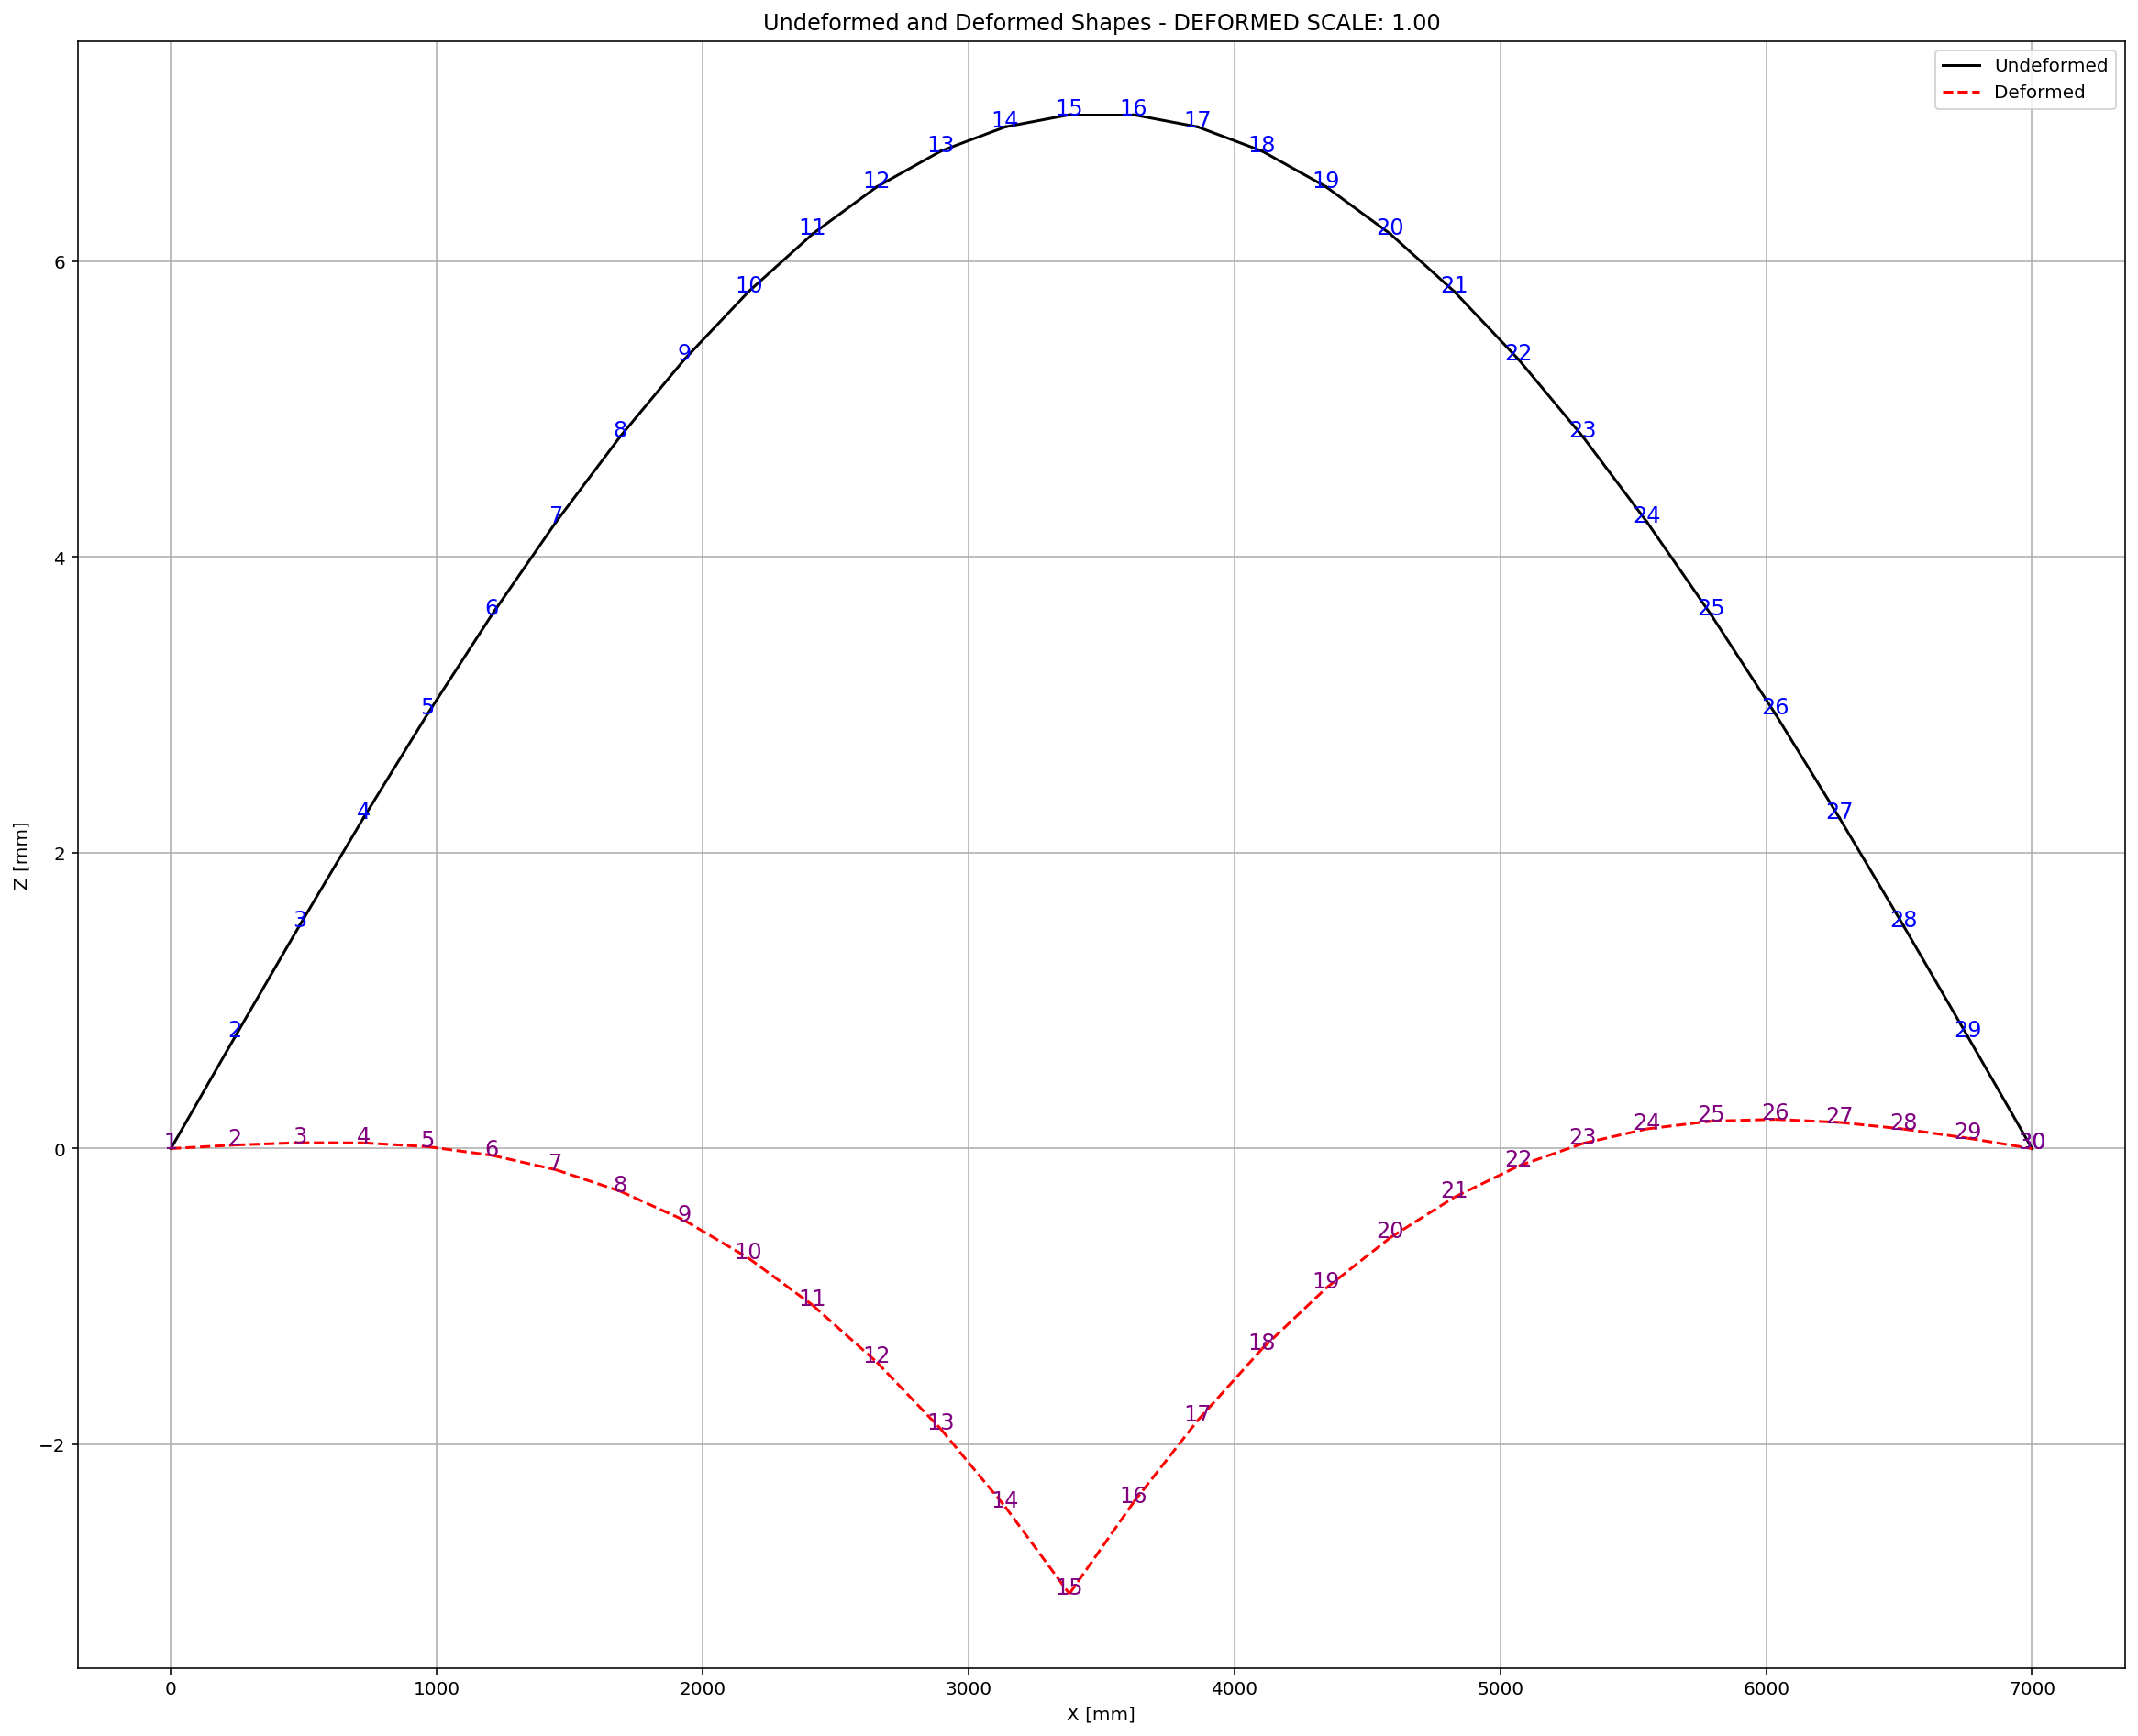 Undeformed and Deformed Shapes - DEFORMED SCALE: 1.00
Undeformed
Deformed
15 16
14 17
13 18
12 19
11 20
6
10 21
9 22
8 23
7 24
4
6 25
5 26
4 27
Z [mm]
2
3 28
2 29
0
1 2 3 4 5 6 7 8 9 10 11 12 13 14 15 16 17 18 19 20 21 22 23 24 25 26 27 28 29 30
−2
0 1000 2000 3000 4000 5000 6000 7000
X [mm]